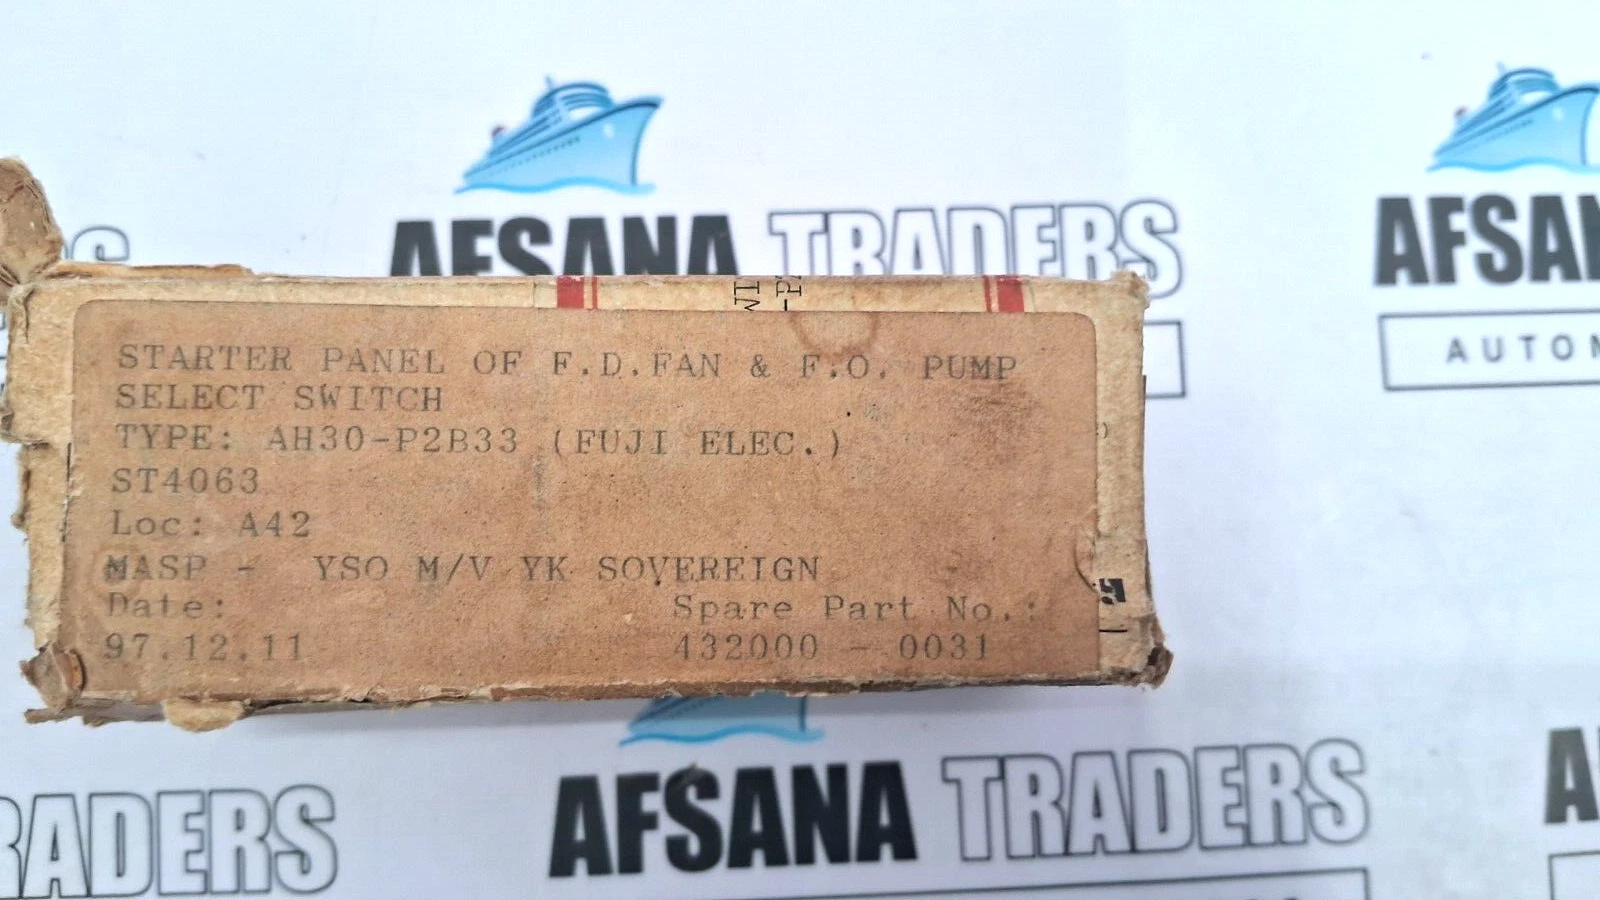 AFSANA TRADERS
AFSAN
AUTOM
STARTER PANEL OF F.D.FAN & F.O. PUMP
SELECT SWITCH
TYPE: AH30-P2B33 (FUJI ELEC.)
ST4063
Loc: A42
MASP - YSO M/V YK SOVEREIGN
Date: Spare Part No.:
97.12.11 432000 - 0031
RADERS
AFSANA TRADERS